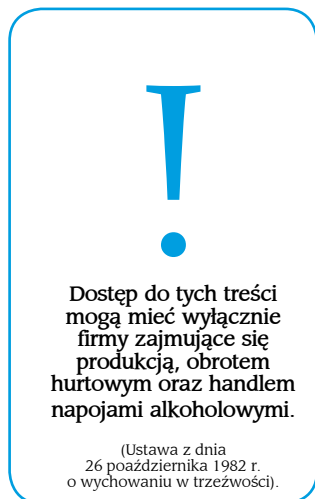 !
Dostęp do tych treści
mogą mieć wyłącznie
firmy zajmujące się
produkcją, obrotem
hurtowym oraz handlem
napojami alkoholowymi.
(Ustawa z dnia
26 poaździernika 1982 r.
o wychowaniu w trzeźwości).